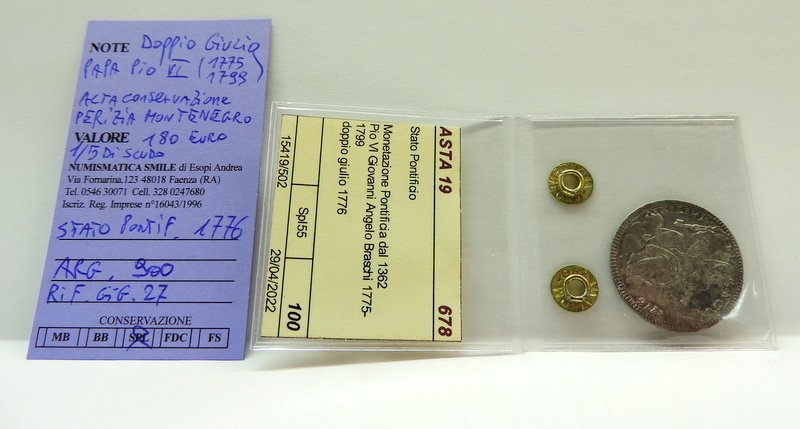 NOTE Doppio Giulio
PAPA Pio VI (1775
1799)
ALTA CONSERVAZIONE
PERIZIA MONTENEGRO
VALORE 180 EURO
1/5 Di SCUDO
NUMISMATICA SMILE di Esopi Andrea
Via Fornarina,123 48018 Faenza (RA)
Tel. 0546 30071 Cell. 328 0247680
Iscriz. Reg. Imprese n°16043/1996
STATO PONTIF. 1776
ARG. 900
RiF. GiG. 27
CONSERVAZIONE
MB BB SPL FDC FS
ASTA 19 678
Stato Pontificio
Monetazione Pontificia dal 1362
Pio VI Giovanni Angelo Braschi 1775-
1799
doppio giulio 1776
Spl55 100
15419/502 29/04/2022